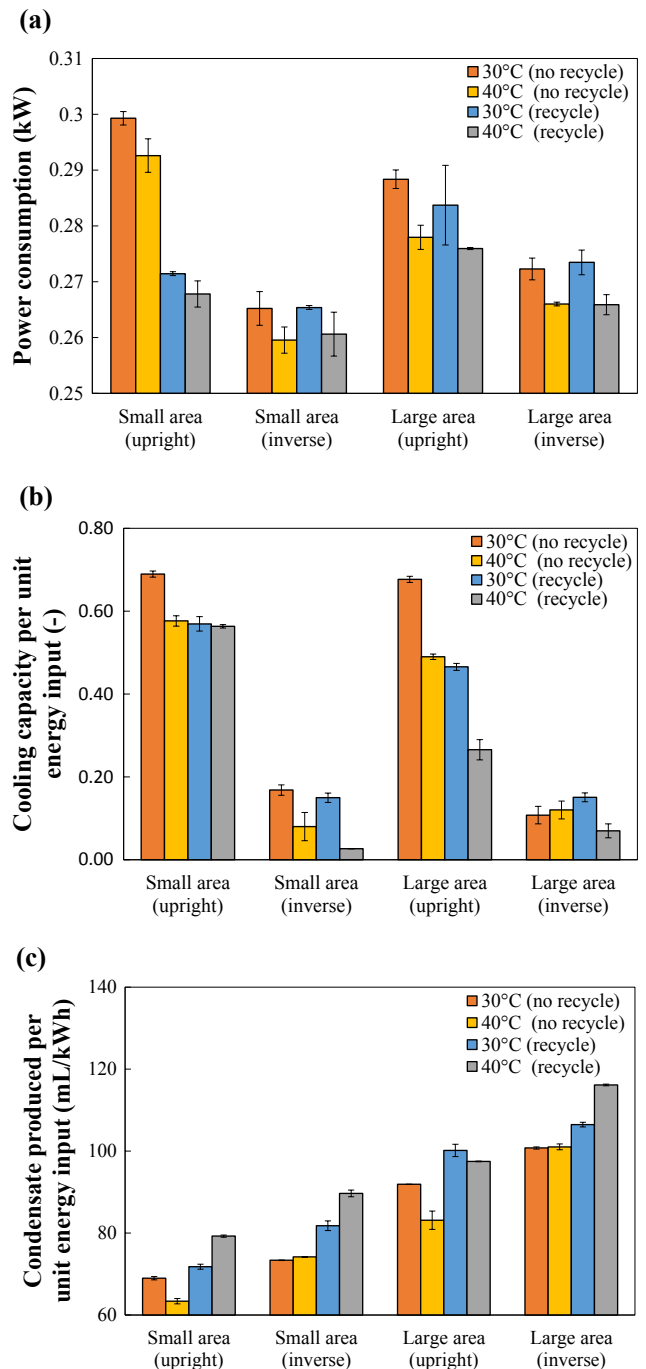 (a)
Power consumption (kW)
0.31
0.3
0.29
0.28
0.27
0.26
0.25
30°C (no recycle)
40°C (no recycle)
30°C (recycle)
40°C (recycle)
Small area
(upright)
Small area
(inverse)
Large area
(upright)
Large area
(inverse)
(b)
Cooling capacity per unit
energy input (-)
0.80
0.60
0.40
0.20
0.00
30°C (no recycle)
40°C (no recycle)
30°C (recycle)
40°C (recycle)
Small area
(upright)
Small area
(inverse)
Large area
(upright)
Large area
(inverse)
(c)
Condensate produced per
unit energy input (mL/kWh)
140
120
100
80
60
30°C (no recycle)
40°C (no recycle)
30°C (recycle)
40°C (recycle)
Small area
(upright)
Small area
(inverse)
Large area
(upright)
Large area
(inverse)